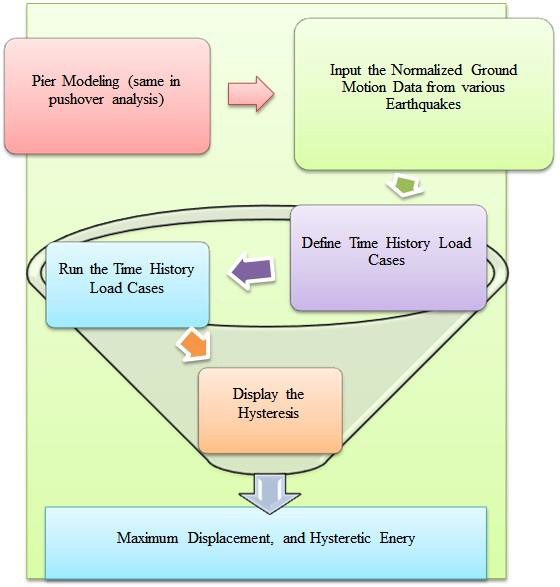 Pier Modeling (same in
pushover analysis)
Input the Normalized Ground
Motion Data from various
Earthquakes
Define Time History Load
Cases
Run the Time History
Load Cases
Display the
Hysteresis
Maximum Displacement, and Hysteretic Enery